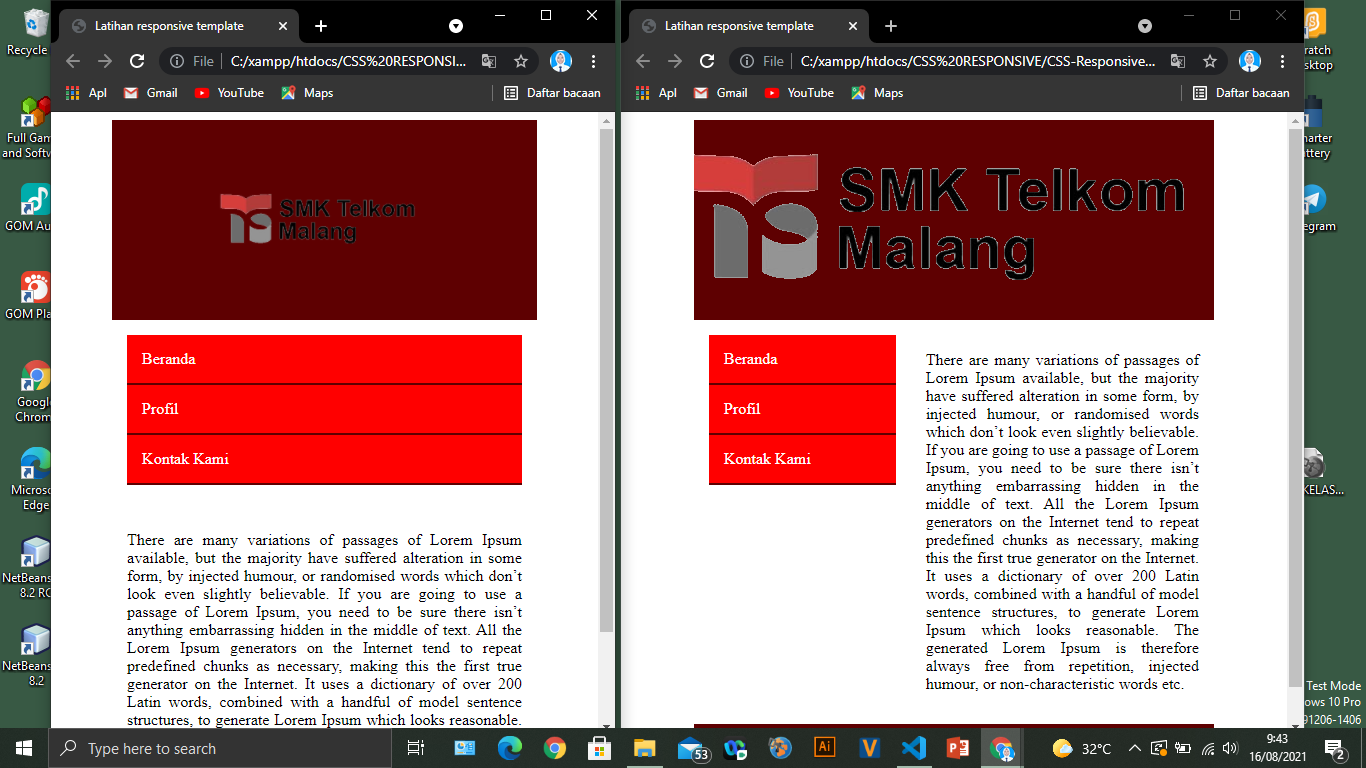 Recycle
Full Gam
and Softw
GOM Au
GOM Pla
Googl
Chrom
Micros
Edge
NetBeans
8.2 RC
NetBeans
8.2
Latihan responsive template
File
C:/xampp/htdocs/CSS%20RESPONSI...
Apl
Gmail
YouTube
Maps
Daftar bacaan
SMK Telkom
Malang
Beranda
Profil
Kontak Kami
There are many variations of passages of Lorem Ipsum
available, but the majority have suffered alteration in some
form, by injected humour, or randomised words which don’t
look even slightly believable. If you are going to use a
passage of Lorem Ipsum, you need to be sure there isn’t
anything embarrassing hidden in the middle of text. All the
Lorem Ipsum generators on the Internet tend to repeat
predefined chunks as necessary, making this the first true
generator on the Internet. It uses a dictionary of over 200
Latin words, combined with a handful of model sentence
structures, to generate Lorem Ipsum which looks reasonable.
Latihan responsive template
File
C:/xampp/htdocs/CSS%20RESPONSIVE/CSS-Responsive...
Apl
Gmail
YouTube
Maps
Daftar bacaan
SMK Telkom
Malang
Beranda
Profil
Kontak Kami
There are many variations of passages of
Lorem Ipsum available, but the majority
have suffered alteration in some form, by
injected humour, or randomised words
which don’t look even slightly believable.
If you are going to use a passage of Lorem
Ipsum, you need to be sure there isn’t
anything embarrassing hidden in the
middle of text. All the Lorem Ipsum
generators on the Internet tend to repeat
predefined chunks as necessary, making
this the first true generator on the Internet.
It uses a dictionary of over 200 Latin
words, combined with a handful of model
sentence structures, to generate Lorem
Ipsum which looks reasonable. The
generated Lorem Ipsum is therefore
always free from repetition, injected
humour, or non-characteristic words etc.
ratch
sktop
arter
ttery
egram
KELAS...
Test Mode
ows 10 Pro
91206-1406
Type here to search
53
Ai
32°C
9:43
16/08/2021
2